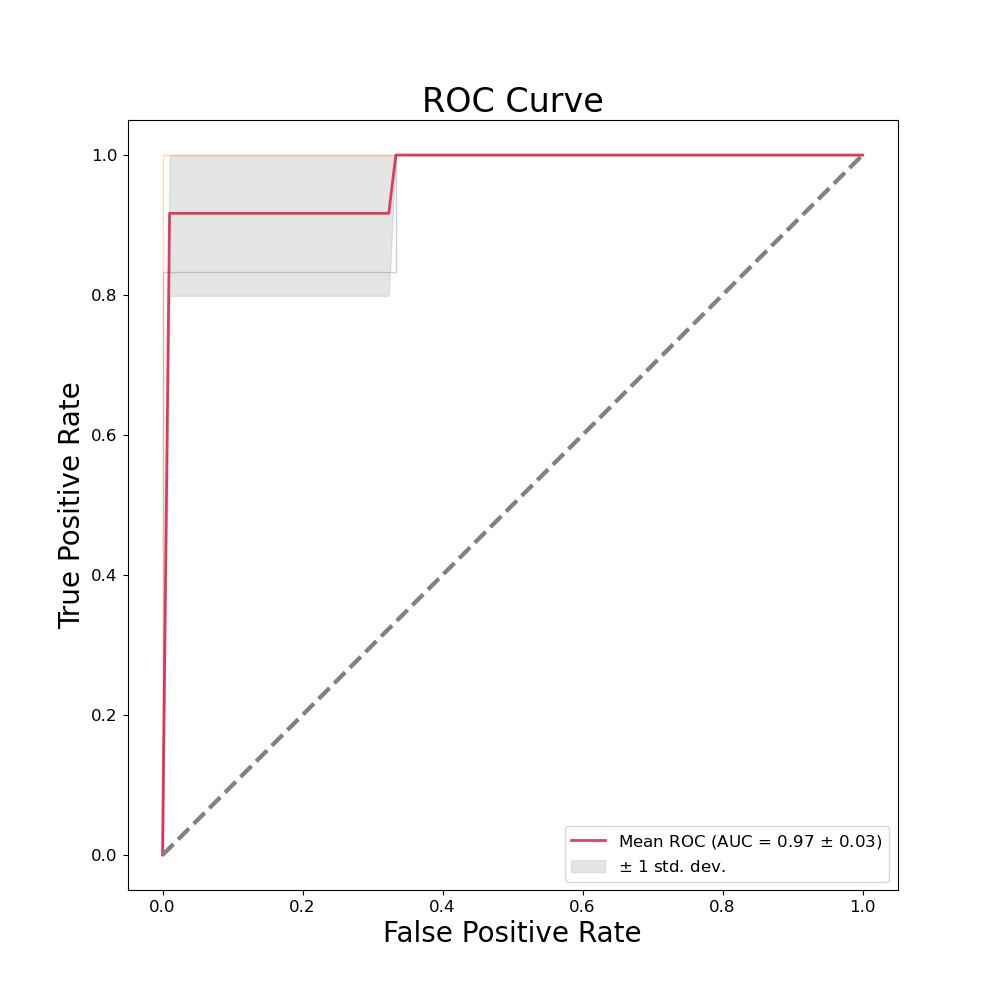 ROC Curve
True Positive Rate
1.0
0.8
0.6
0.4
0.2
0.0
Mean ROC (AUC = 0.97 ± 0.03)
± 1 std. dev.
0.0 0.2 0.4 0.6 0.8 1.0
False Positive Rate